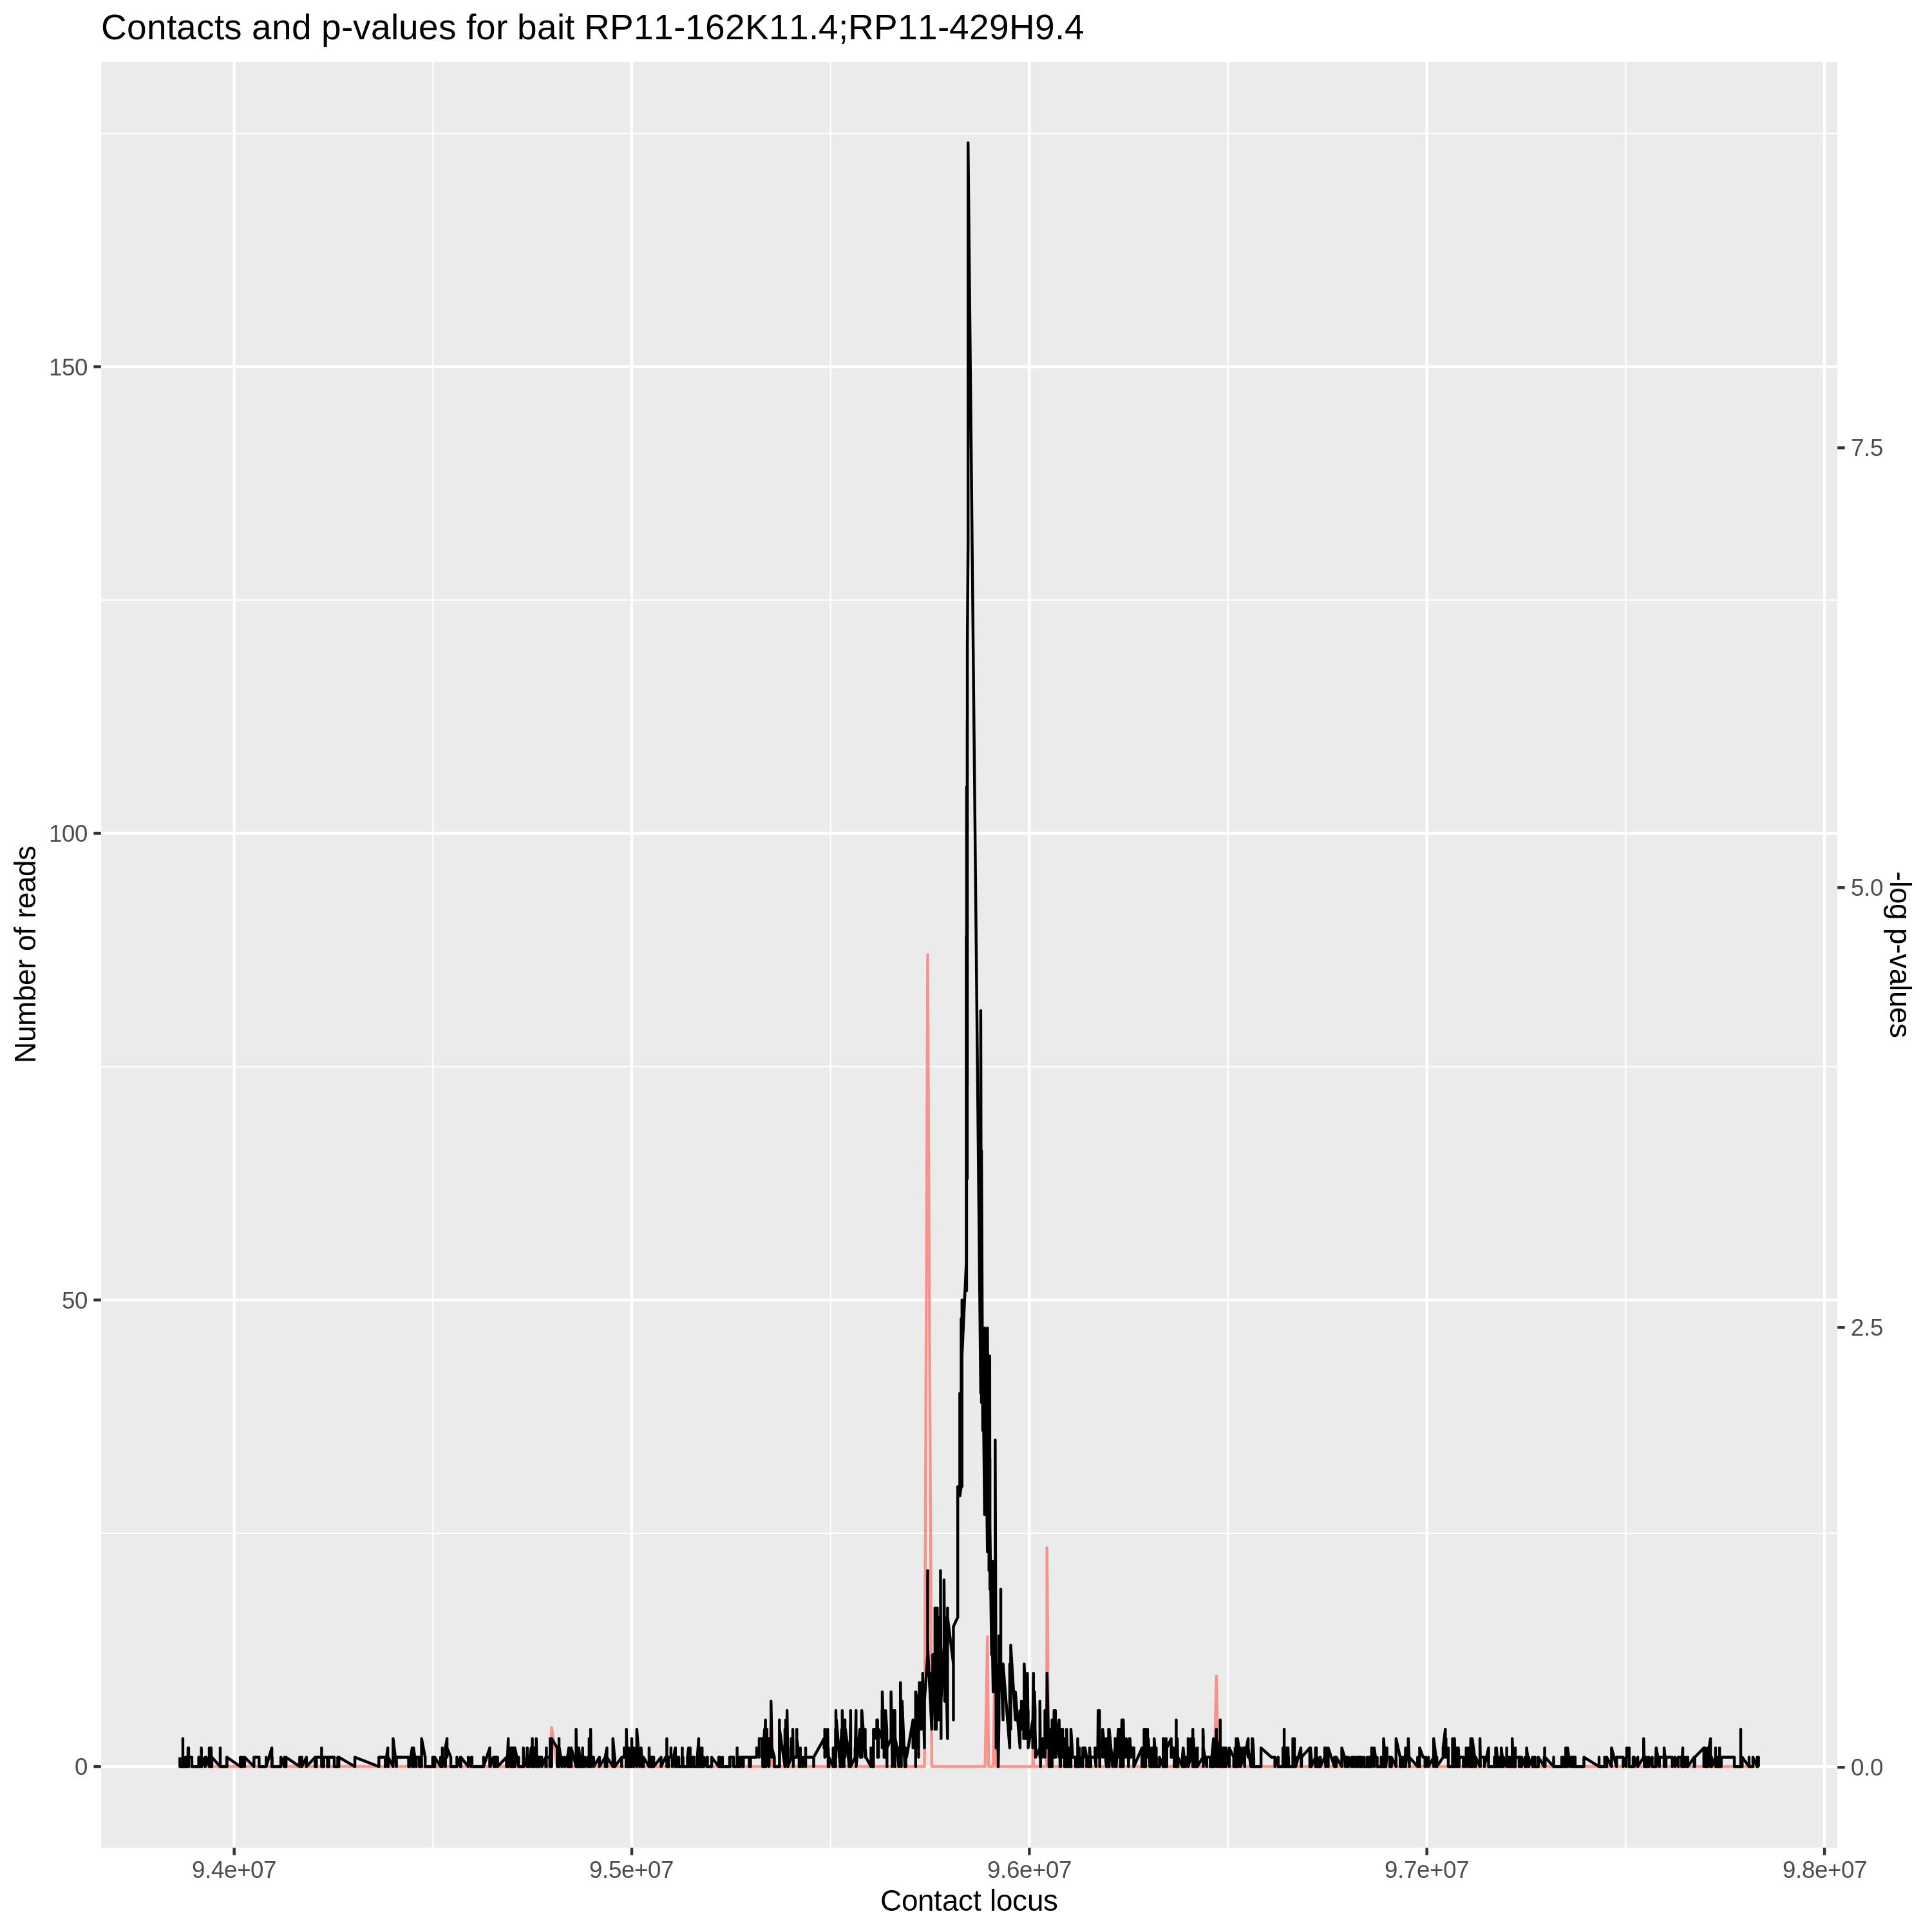 Contacts and p-values for bait RP11-162K11.4;RP11-429H9.4
150
100
50
0
Number of reads
7.5
5.0
2.5
0.0
-log p-values
9.4e+07 9.5e+07 9.6e+07 9.7e+07 9.8e+07
Contact locus